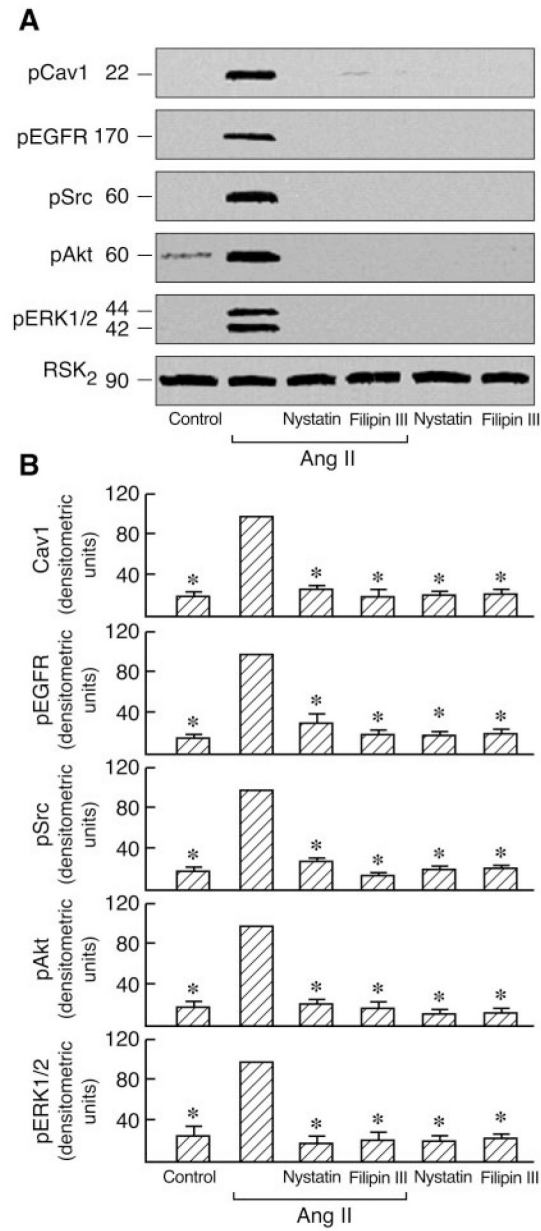 A
pCav1 22
pEGFR 170
pSrc 60
pAkt 60
pERK1/2 44
42
RSK2 90
Control Nystatin Filipin III Nystatin Filipin III
Ang II
B
Cav1
(densitometric
units)
120
80
40
* * * * *
pEGFR
(densitometric
units)
120
80
40
* * * * *
pSrc
(densitometric
units)
120
80
40
* * * * *
pAkt
(densitometric
units)
120
80
40
* * * * *
pERK1/2
(densitometric
units)
120
80
40
* * * * *
Control Nystatin Filipin III Nystatin Filipin III
Ang II